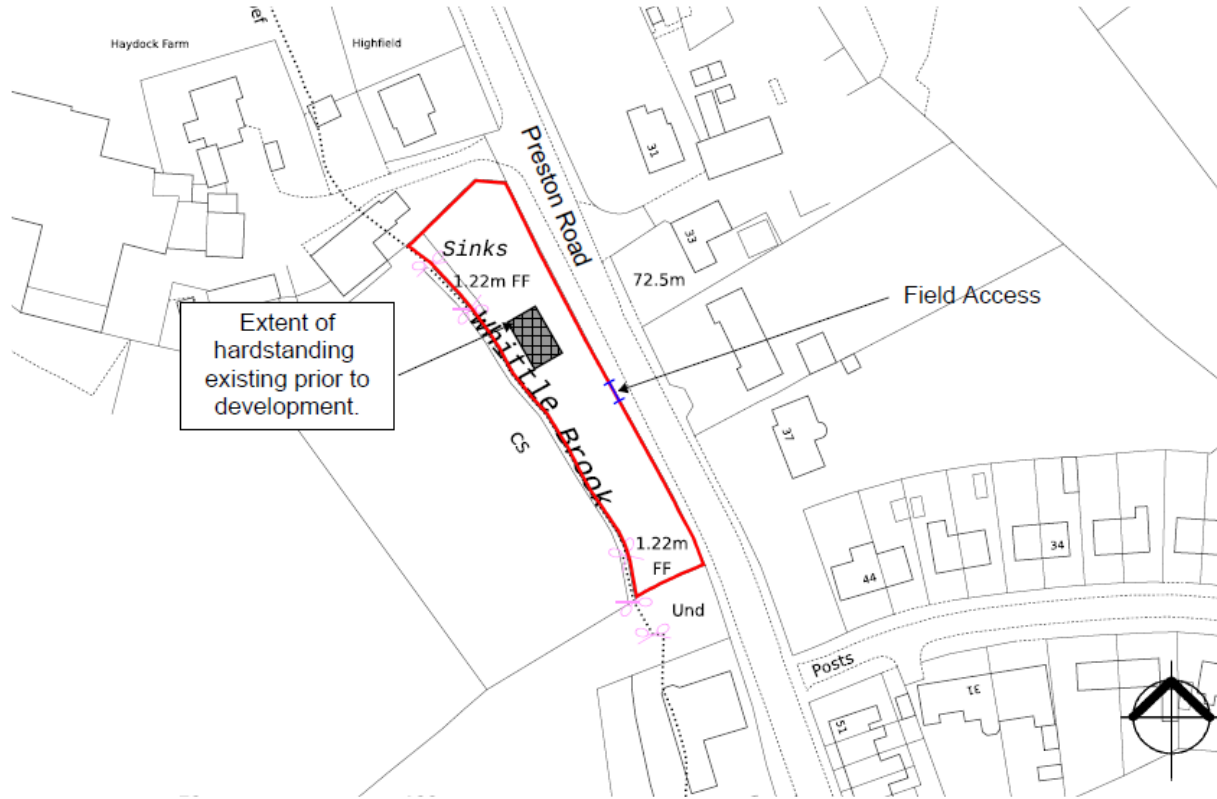 Haydock Farm
Highfield
Preston Road
31
33
Sinks
1.22m FF
72.5m
Field Access
Extent of
hardstanding
existing prior to
development.
Whittle Brook
CS
37
1.22m
FF
34
44
Und
Posts
31
51